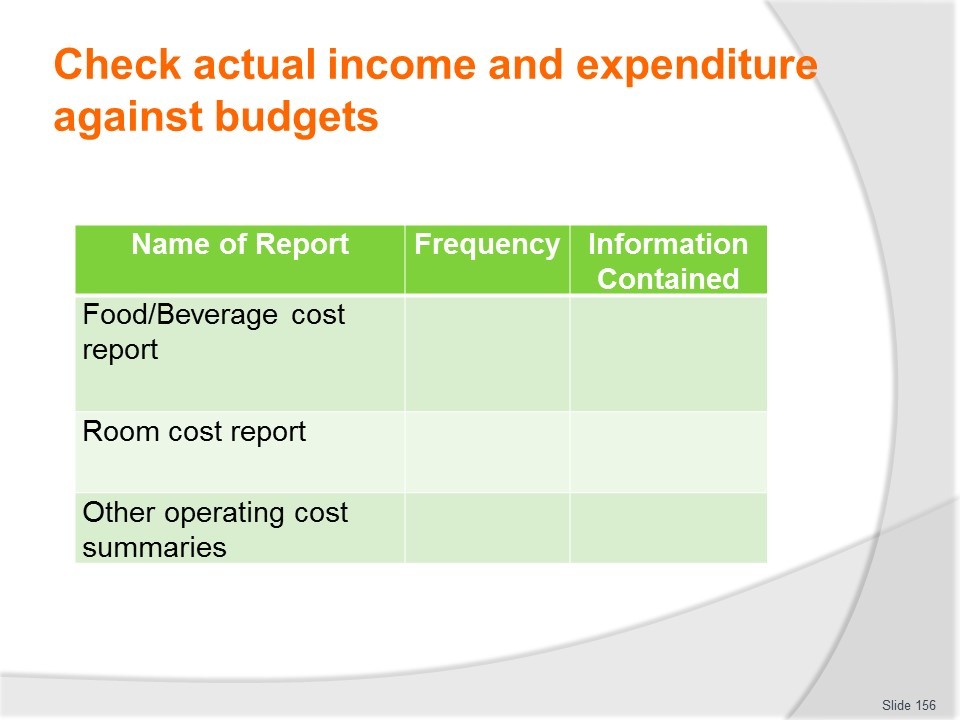 Check actual income and expenditure
against budgets
Name of Report Frequency Information
Contained
Food/Beverage cost
report
Room cost report
Other operating cost
summaries
Slide 156